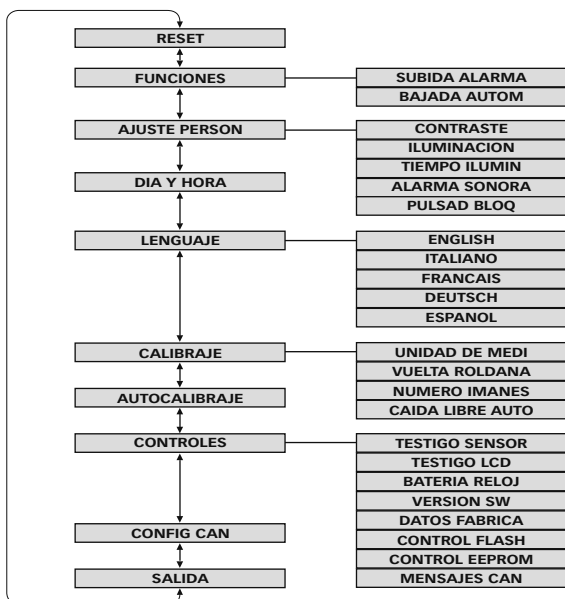 RESET
FUNCIONES
SUBIDA ALARMA
BAJADA AUTOM
AJUSTE PERSON
CONTRASTE
ILUMINACION
TIEMPO ILUMIN
ALARMA SONORA
PULSAD BLOQ
DIA Y HORA
LENGUAJE
ENGLISH
ITALIANO
FRANCAIS
DEUTSCH
ESPANOL
CALIBRAJE
UNIDAD DE MEDI
VUELTA ROLDANA
NUMERO IMANES
CAIDA LIBRE AUTO
AUTOCALIBRAJE
CONTROLES
TESTIGO SENSOR
TESTIGO LCD
BATERIA RELOJ
VERSION SW
DATOS FABRICA
CONTROL FLASH
CONTROL EEPROM
MENSAJES CAN
CONFIG CAN
SALIDA